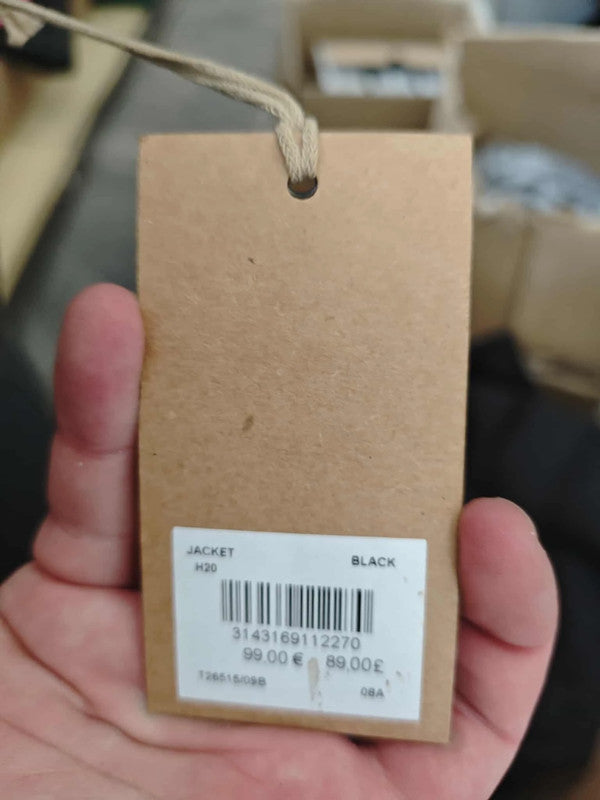 JACKET BLACK
H20
3143169112270
99.00 € 89.00£
T26515/09B 08A